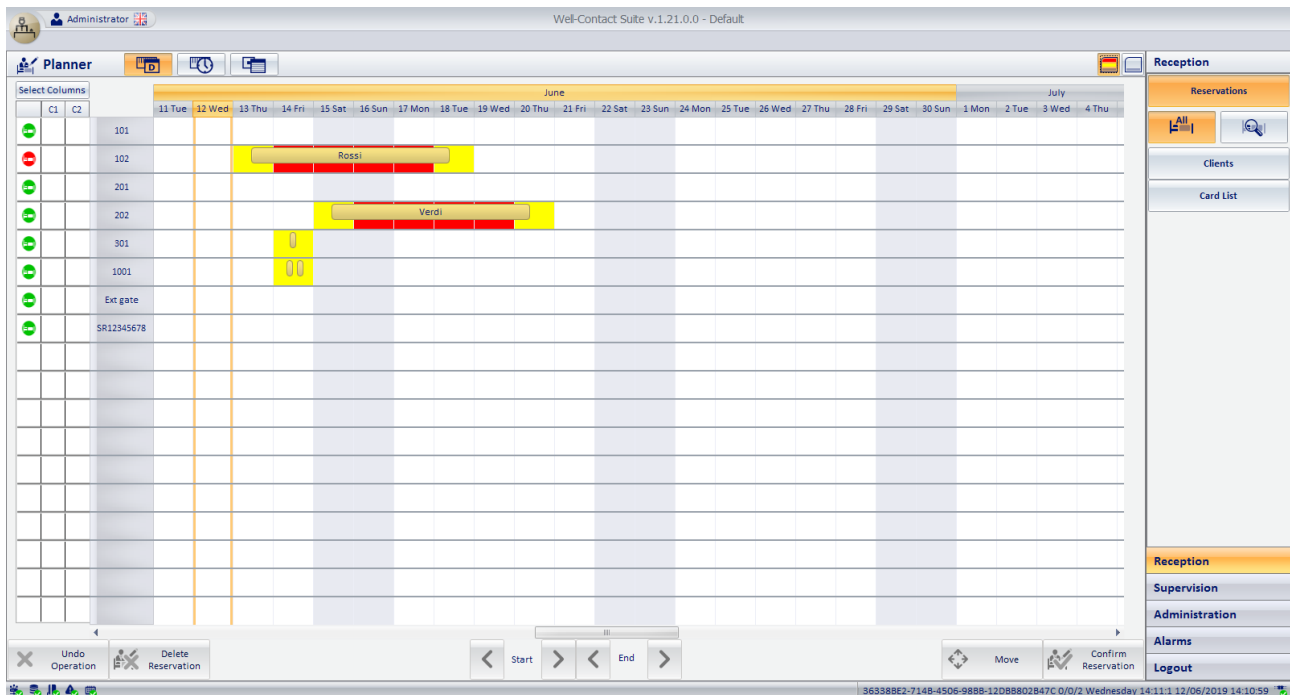 Administrator
Well-Contact Suite v.1.21.0.0 - Default
Planner
D
Reception
Select Columns
C1 C2
June July
11 Tue 12 Wed 13 Thu 14 Fri 15 Sat 16 Sun 17 Mon 18 Tue 19 Wed 20 Thu 21 Fri 22 Sat 23 Sun 24 Mon 25 Tue 26 Wed 27 Thu 28 Fri 29 Sat 30 Sun 1 Mon 2 Tue 3 Wed 4 Thu
Reservations
All
Clients
Card List
101
102 Rossi
201
202 Verdi
301
1001
Ext gate
SR12345678
Reception
Supervision
Administration
Alarms
Logout
Undo Operation
Delete Reservation
Start
End
Move
Confirm Reservation
36338BE2-714B-4506-98B8-12DBB802B47C 0/0/2 Wednesday 14:11:1 12/06/2019 14:10:59